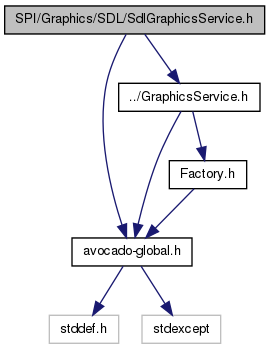 SPI/Graphics/SDL/SdlGraphicsService.h
../GraphicsService.h
Factory.h
avocado-global.h
stddef.h
stdexcept